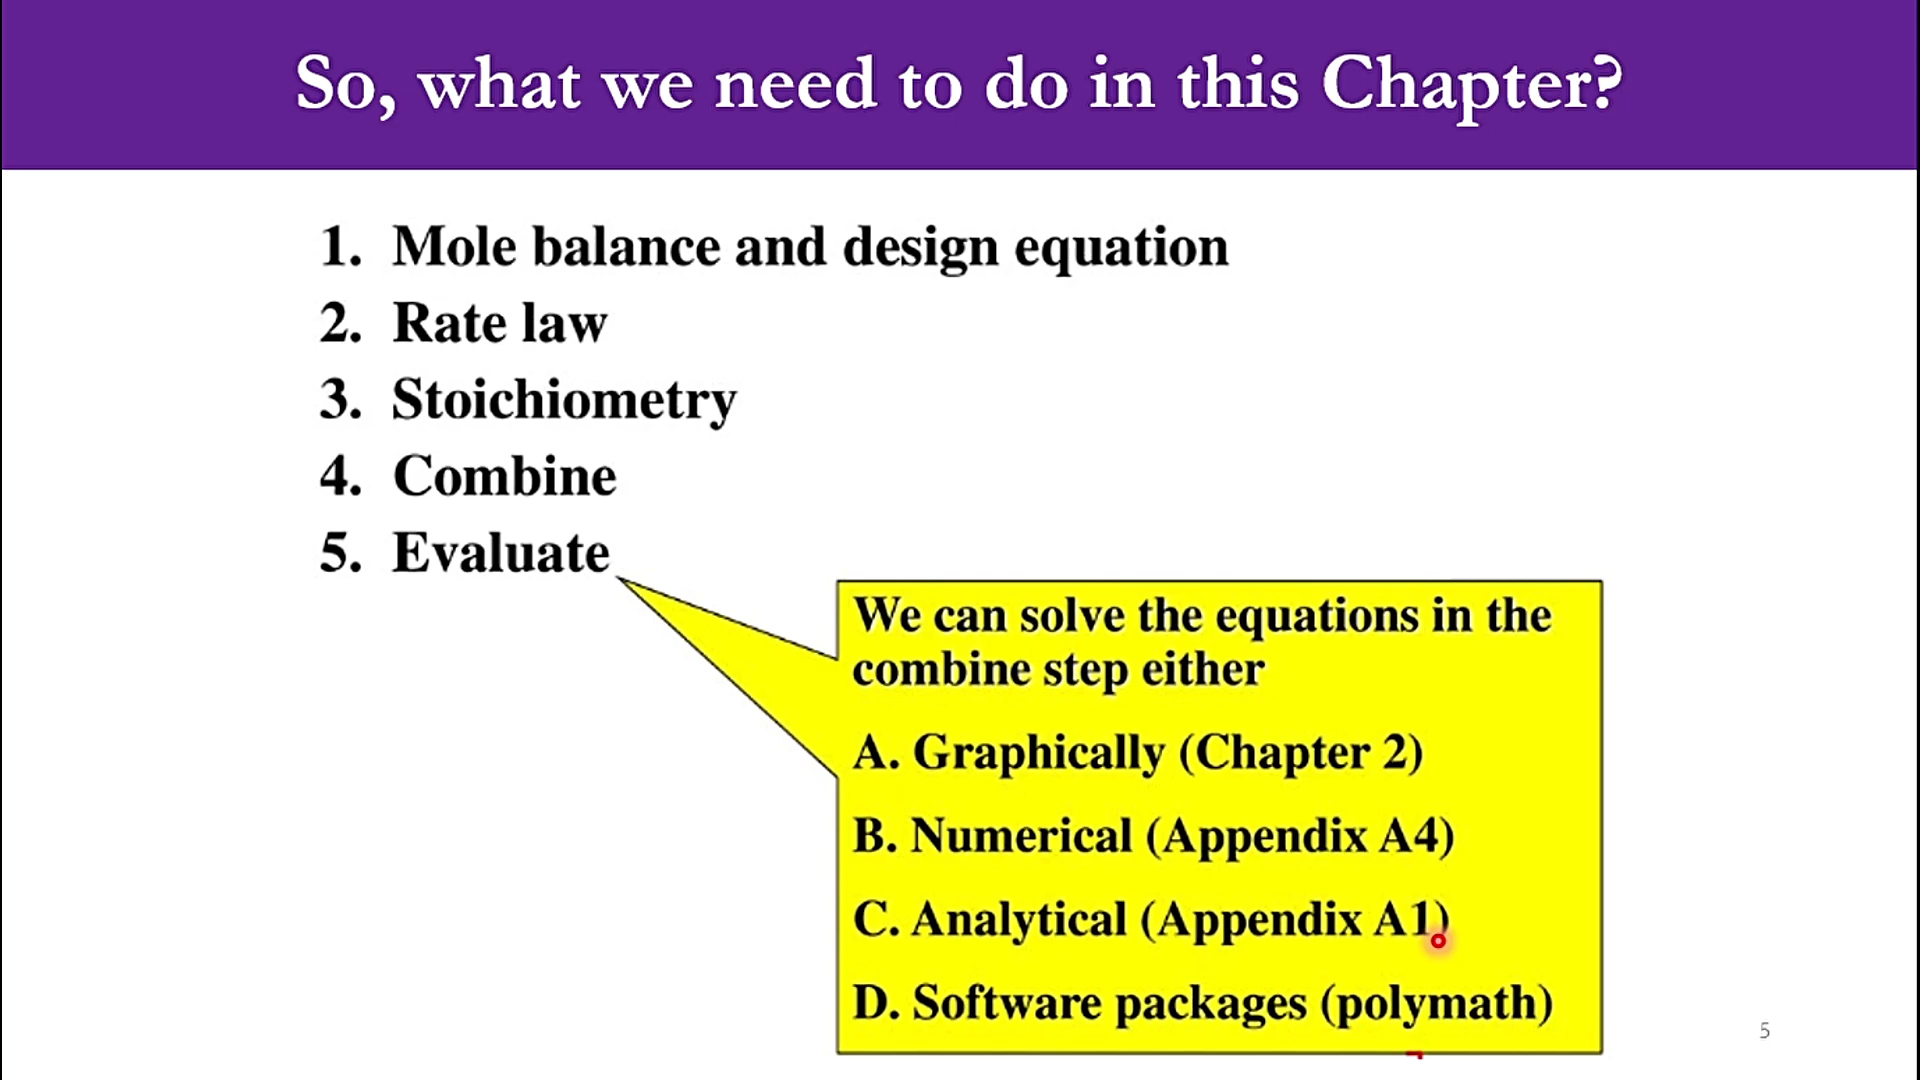 So, what we need to do in this Chapter?
1. Mole balance and design equation
2. Rate law
3. Stoichiometry
4. Combine
5. Evaluate
We can solve the equations in the
combine step either
A. Graphically (Chapter 2)
B. Numerical (Appendix A4)
C. Analytical (Appendix A1)
D. Software packages (polymath)
5